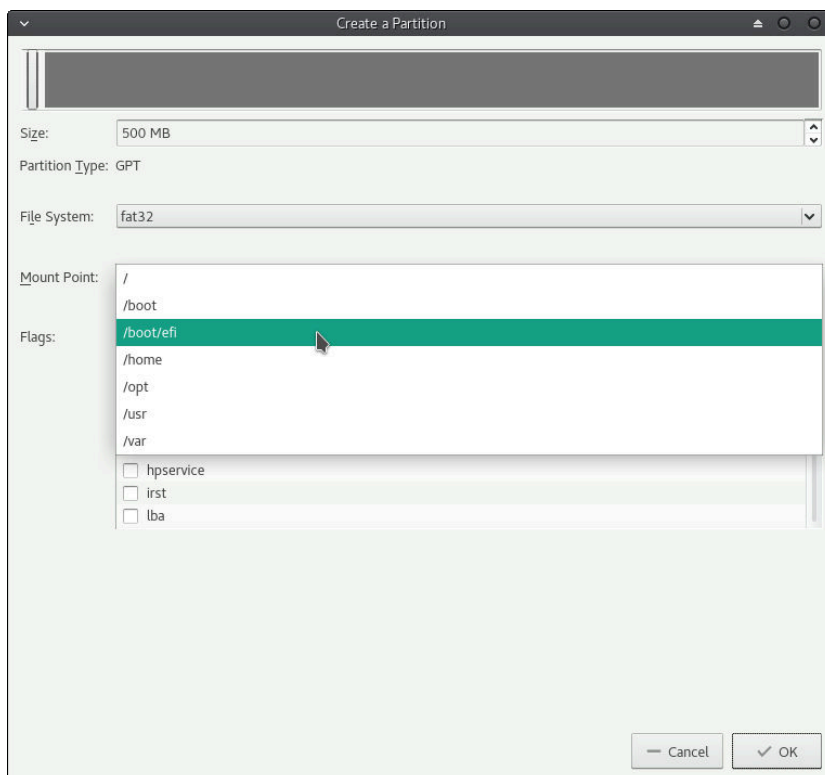 Create a Partition
Size: 500 MB
Partition Type: GPT
File System: fat32
Mount Point: /
/boot
/boot/efi
Flags:
/home
/opt
/usr
/var
hpservice
irst
lba
Cancel OK